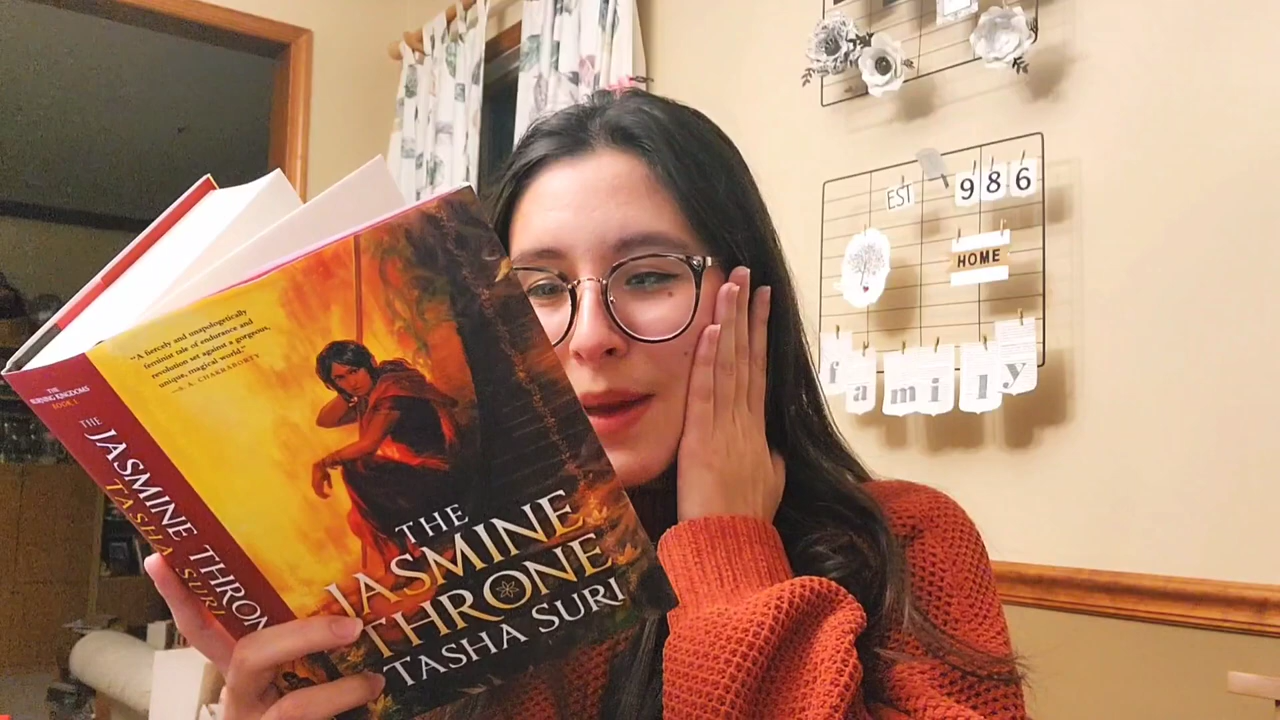 "A fiercely and unapologetically
feminist tale of endurance and
revolution set against a gorgeous,
unique, magical world."
—S. A. CHAKRABORTY
THE
JASMINE
THRONE
TASHA SURI
THE
BURNING KINGDOMS
BOOK 1
THE JASMINE THRON
TASHA SURI
EST 986
HOME
family